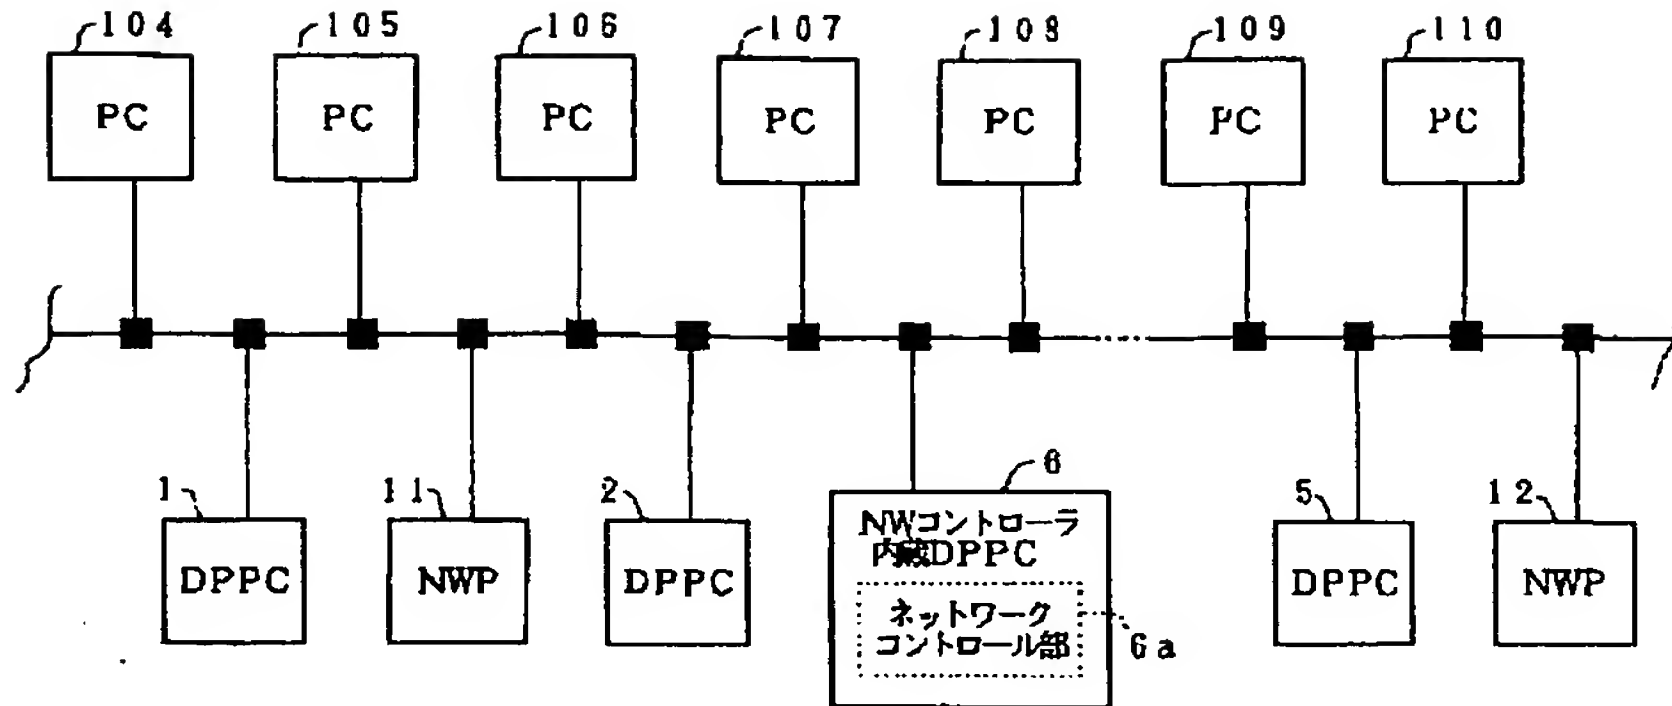 104 105 106 107 108 109 110
PC PC PC PC PC PC PC
1 11 2 6 5 12
DPPC NWP DPPC DPPC NWP
NWコントローラ
内蔵DPPC
ネットワーク
コントロール部
6a